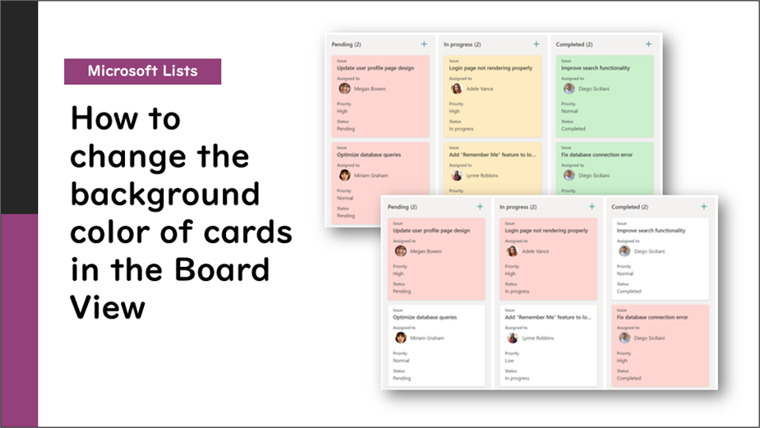 Microsoft Lists
How to
change the
background
color of cards
in the Board
View
Pending (2)
Issue
Update user profile page design
Assigned to
Megan Bowen
Priority
High
Status
Pending
Issue
Optimize database queries
Assigned to
Miriam Graham
Priority
Normal
Status
Pending
In progress (2)
Issue
Login page not rendering properly
Assigned to
Adele Vance
Priority
High
Status
In progress
Issue
Add "Remember Me" feature to lo...
Assigned to
Lynne Robbins
Completed (2)
Issue
Improve search functionality
Assigned to
Diego Siciliani
Priority
Normal
Status
Completed
Issue
Fix database connection error
Assigned to
Diego Siciliani
Pending (2)
Issue
Update user profile page design
Assigned to
Megan Bowen
Priority
High
Status
Pending
Issue
Optimize database queries
Assigned to
Miriam Graham
Priority
Normal
Status
Pending
In progress (2)
Issue
Login page not rendering properly
Assigned to
Adele Vance
Priority
High
Status
In progress
Issue
Add "Remember Me" feature to lo...
Assigned to
Lynne Robbins
Priority
Low
Status
In progress
Completed (2)
Issue
Improve search functionality
Assigned to
Diego Siciliani
Priority
Normal
Status
Completed
Issue
Fix database connection error
Assigned to
Diego Siciliani
Priority
High
Status
Completed